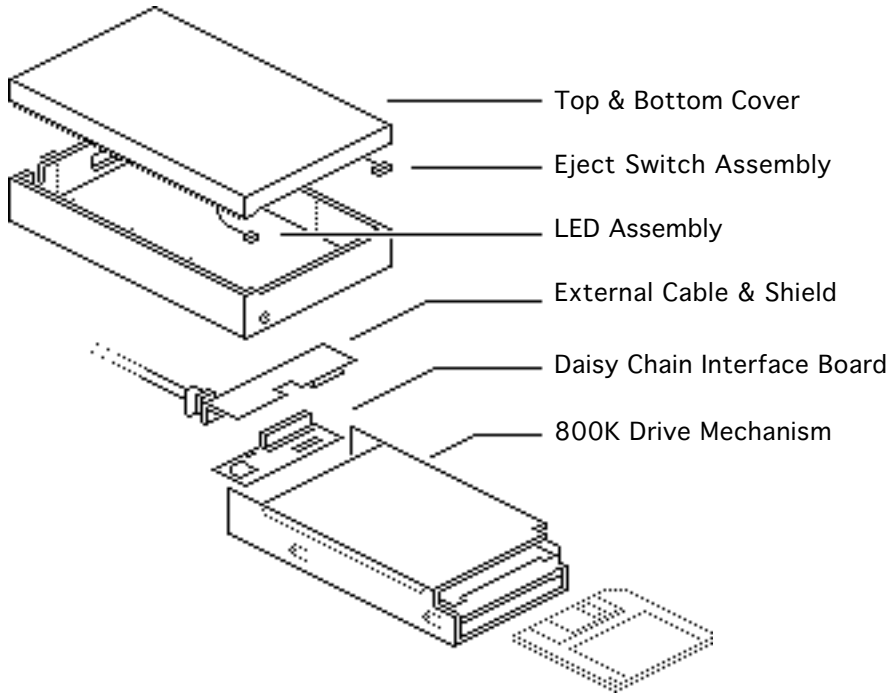 Top & Bottom Cover
Eject Switch Assembly
LED Assembly
External Cable & Shield
Daisy Chain Interface Board
800K Drive Mechanism